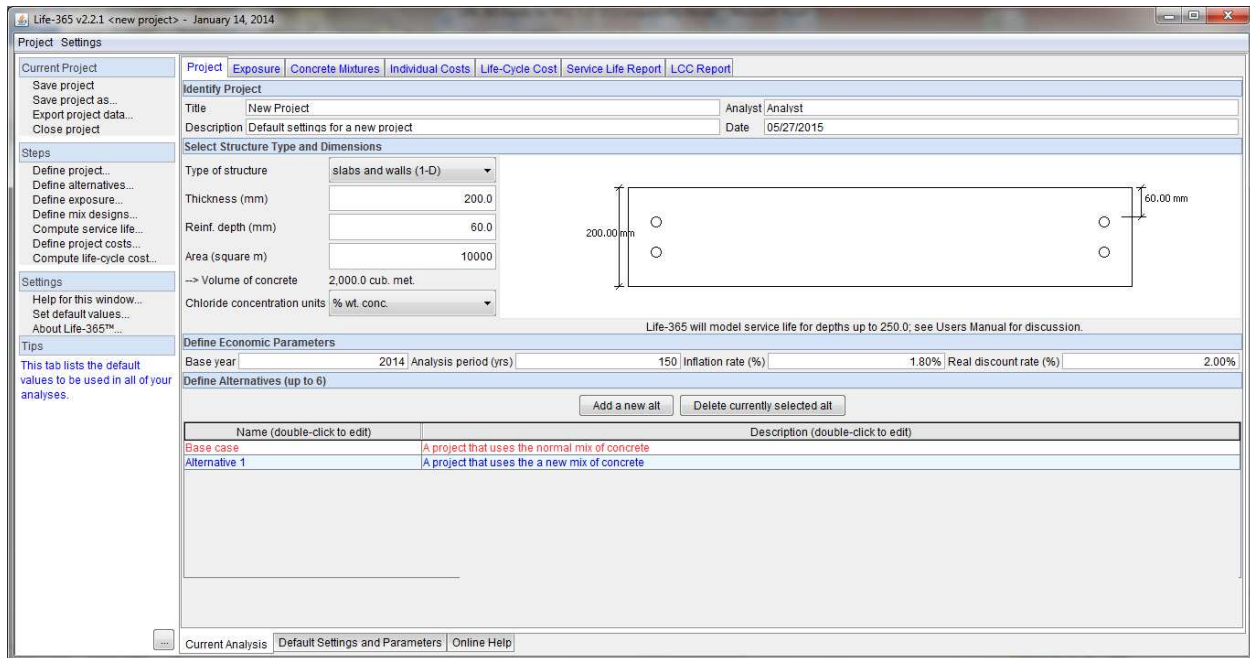 Life-365 v2.2.1 <new project> - January 14, 2014
Project Settings
Current Project
Save project
Save project as...
Export project data...
Close project
Steps
Define project...
Define alternatives...
Define exposure...
Define mix designs...
Compute service life...
Define project costs...
Compute life-cycle cost...
Settings
Help for this window...
Set default values...
About Life-365™...
Tips
This tab lists the default
values to be used in all of your
analyses.
...
Project Exposure Concrete Mixtures Individual Costs Life-Cycle Cost Service Life Report LCC Report
Identify Project
Title New Project Analyst Analyst
Description Default settings for a new project Date 05/27/2015
Select Structure Type and Dimensions
Type of structure slabs and walls (1-D)
Thickness (mm) 200.0
Reinf. depth (mm) 60.0
Area (square m) 10000
--> Volume of concrete 2,000.0 cub. met.
Chloride concentration units % wt. conc.
200.00 mm
60.00 mm
Life-365 will model service life for depths up to 250.0; see Users Manual for discussion.
Define Economic Parameters
Base year 2014 Analysis period (yrs) 150 Inflation rate (%) 1.80% Real discount rate (%) 2.00%
Define Alternatives (up to 6)
Add a new alt Delete currently selected alt
Name (double-click to edit) Description (double-click to edit)
Base case A project that uses the normal mix of concrete
Alternative 1 A project that uses the a new mix of concrete
Current Analysis Default Settings and Parameters Online Help